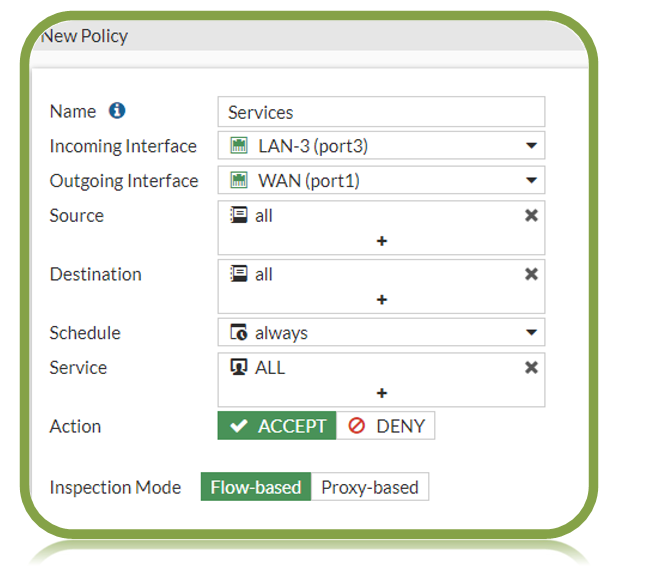 New Policy
Name Services
Incoming Interface LAN-3 (port3)
Outgoing Interface WAN (port1)
Source all
+
Destination all
+
Schedule always
Service ALL
+
Action ACCEPT DENY
Inspection Mode Flow-based Proxy-based